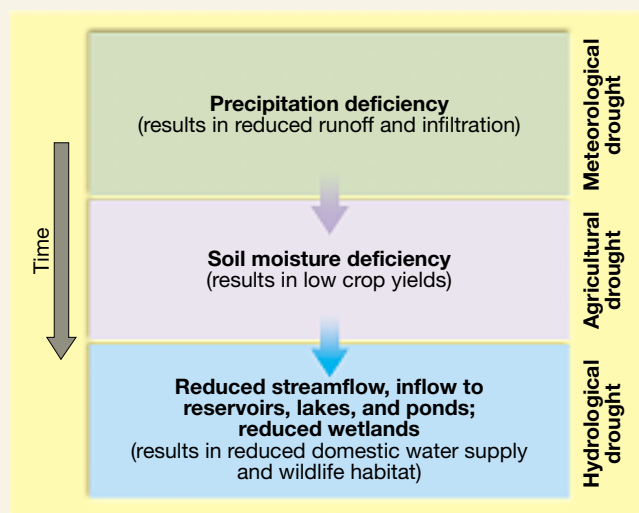 Precipitation deficiency
(results in reduced runoff and infiltration)
Meteorological
drought
Time
Soil moisture deficiency
(results in low crop yields)
Agricultural
drought
Reduced streamflow, inflow to
reservoirs, lakes, and ponds;
reduced wetlands
(results in reduced domestic water supply
and wildlife habitat)
Hydrological
drought